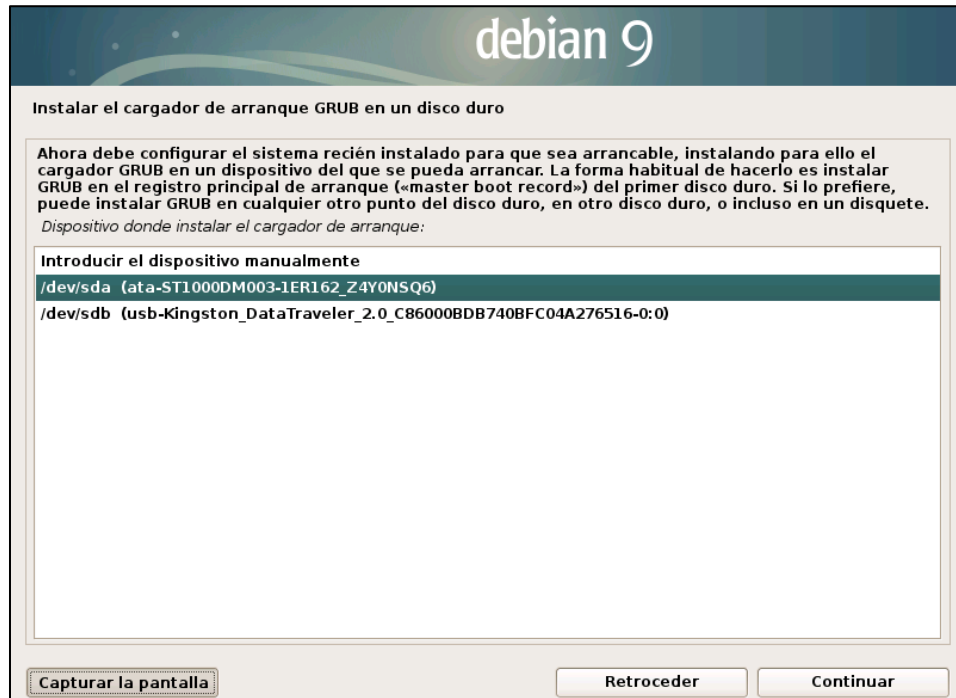 debian 9
Instalar el cargador de arranque GRUB en un disco duro
Ahora debe configurar el sistema recién instalado para que sea arrancable, instalando para ello el
cargador GRUB en un dispositivo del que se pueda arrancar. La forma habitual de hacerlo es instalar
GRUB en el registro principal de arranque («master boot record») del primer disco duro. Si lo prefiere,
puede instalar GRUB en cualquier otro punto del disco duro, en otro disco duro, o incluso en un disquete.
Dispositivo donde instalar el cargador de arranque:
Introducir el dispositivo manualmente
/dev/sda (ata-ST1000DM003-1ER162_Z4Y0NSQ6)
/dev/sdb (usb-Kingston_DataTraveler_2.0_C86000BDB740BFC04A276516-0:0)
Capturar la pantalla
Retroceder
Continuar